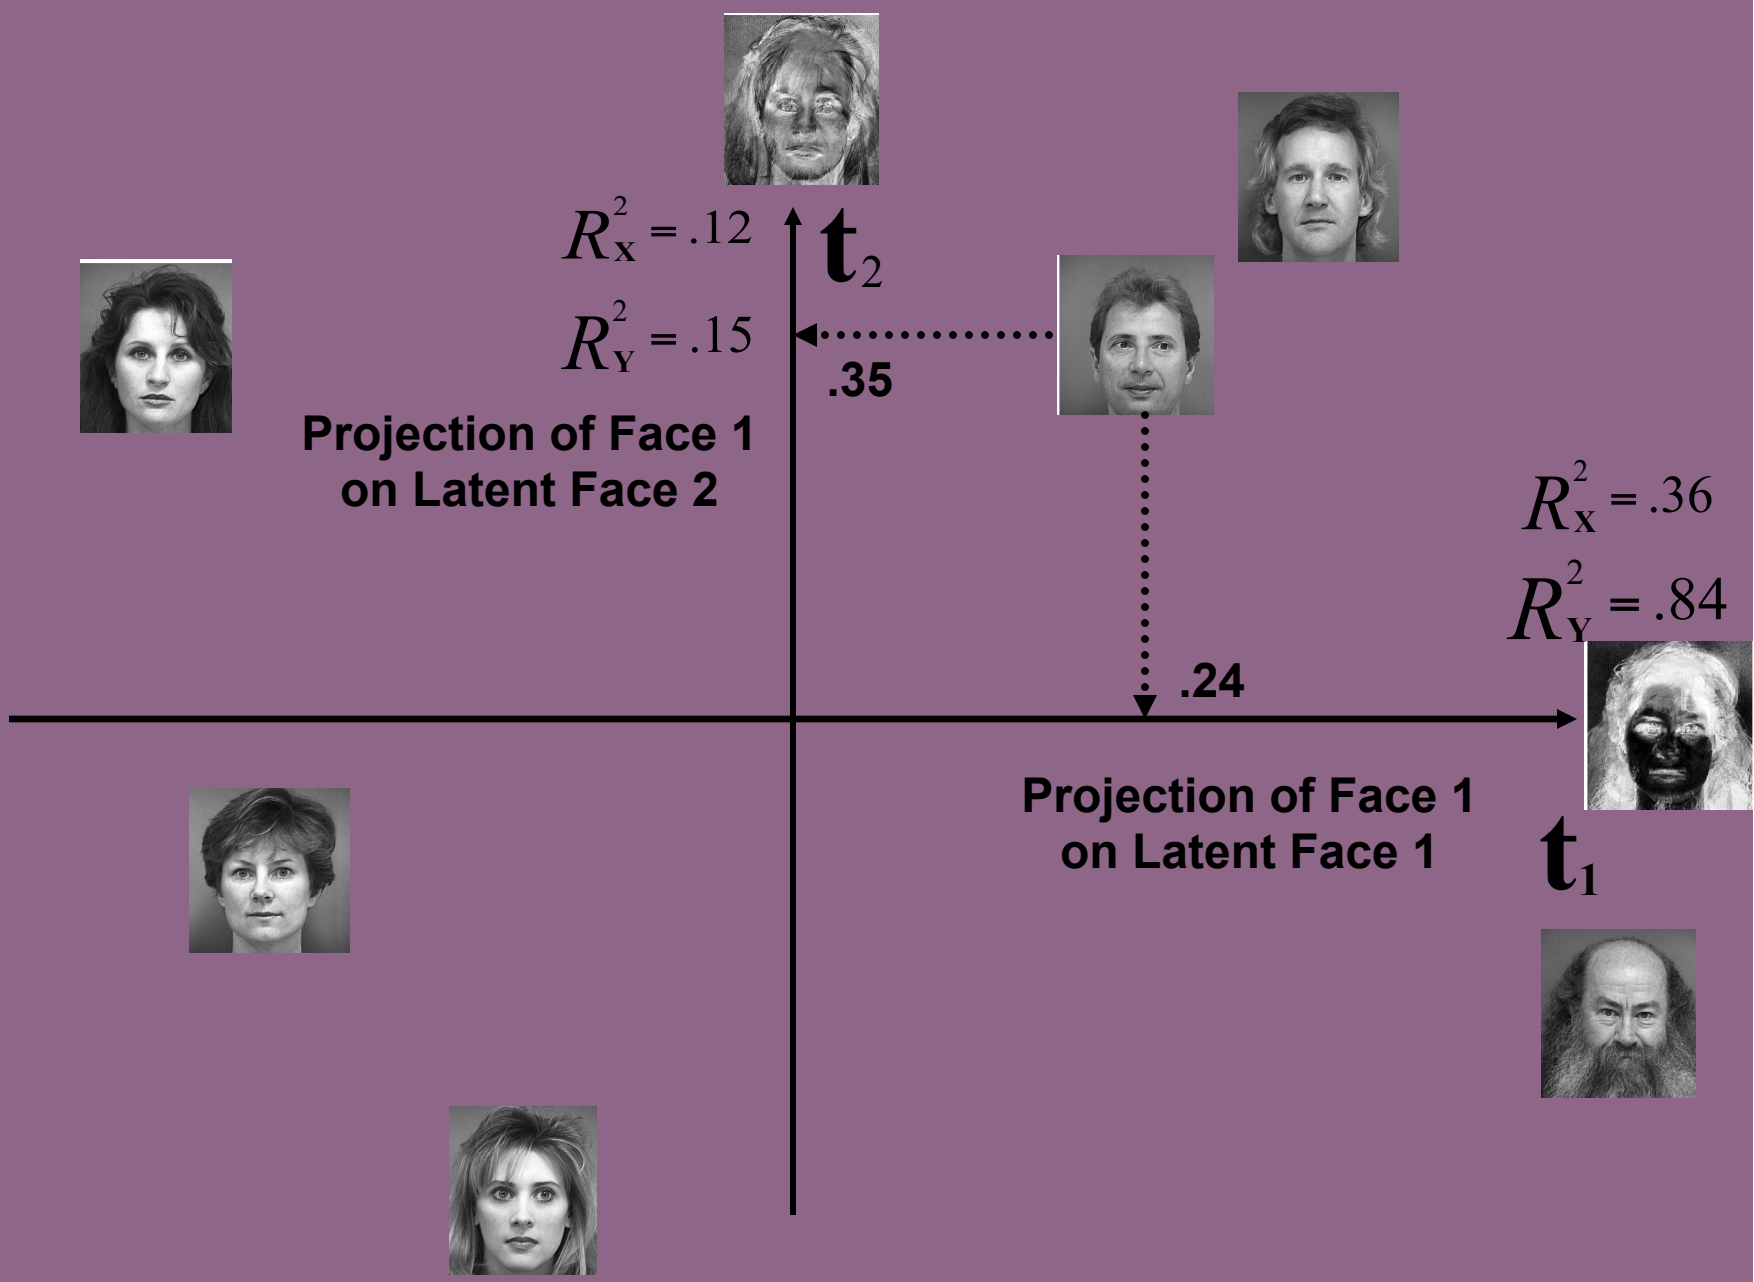 R²X = .12
t₂
R²Y = .15
.35
Projection of Face 1
on Latent Face 2
R²X = .36
R²Y = .84
.24
Projection of Face 1
on Latent Face 1
t₁